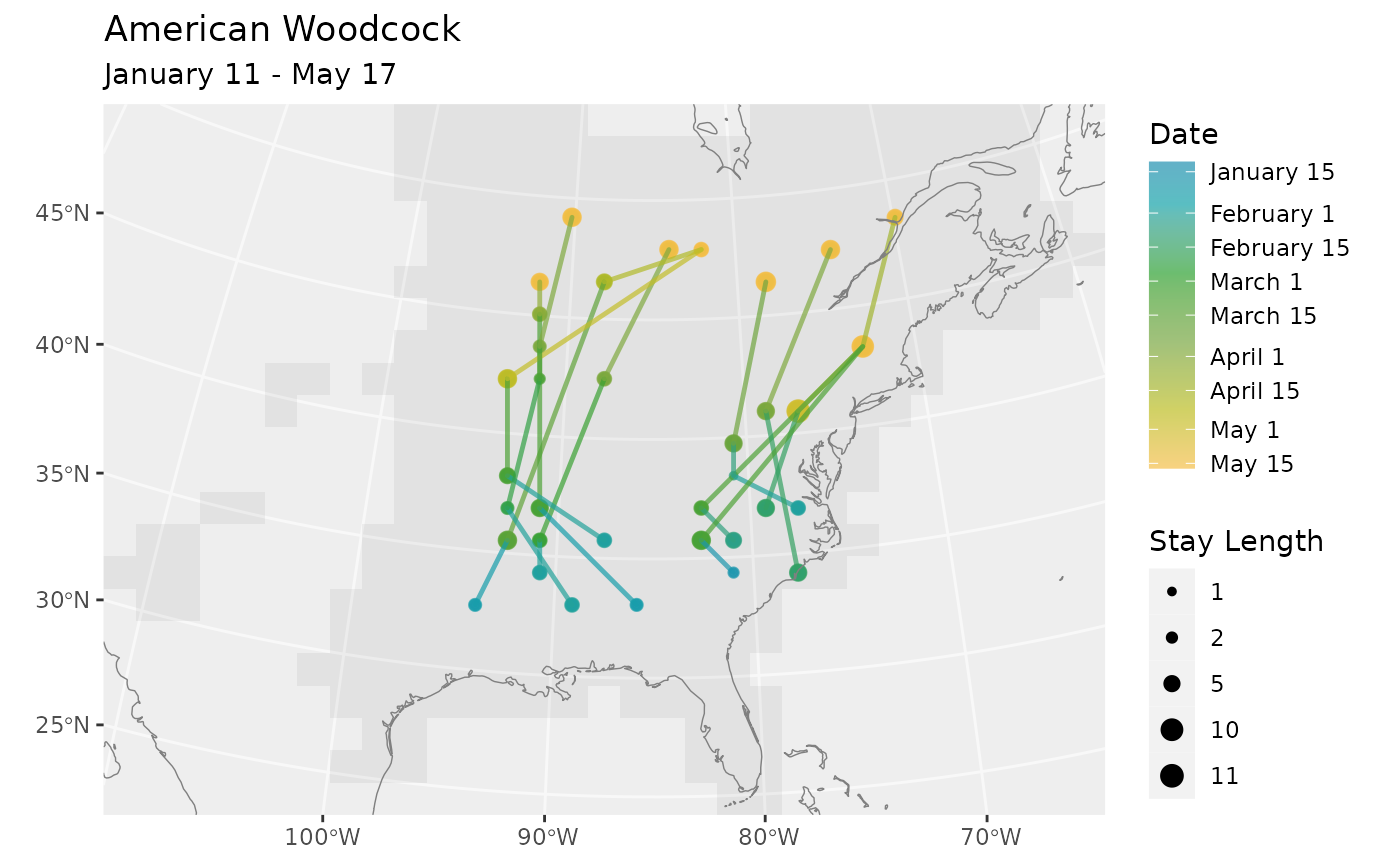 American Woodcock
January 11 - May 17
45°N
40°N
35°N
30°N
25°N
100°W
90°W
80°W
70°W
Date
January 15
February 1
February 15
March 1
March 15
April 1
April 15
May 1
May 15
Stay Length
1
2
5
10
11